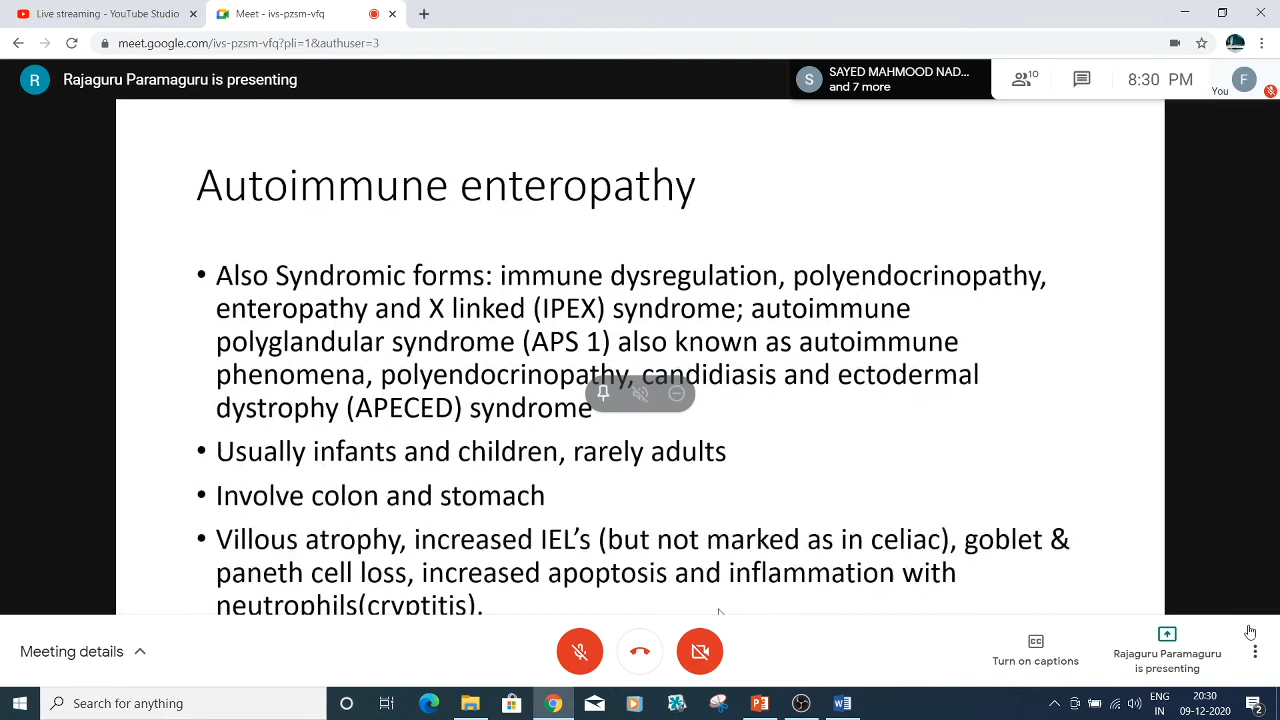 Live streaming - YouTube Studio
Meet - ivs-pzsm-vfq
meet.google.com/ivs-pzsm-vfq?pli=1&authuser=3
R
Rajaguru Paramaguru is presenting
S
SAYED MAHMOOD NAD...
and 7 more
10
8:30 PM
You
F
Autoimmune enteropathy
• Also Syndromic forms: immune dysregulation, polyendocrinopathy,
enteropathy and X linked (IPEX) syndrome; autoimmune
polyglandular syndrome (APS 1) also known as autoimmune
phenomena, polyendocrinopathy, candidiasis and ectodermal
dystrophy (APECED) syndrome
• Usually infants and children, rarely adults
• Involve colon and stomach
• Villous atrophy, increased IEL’s (but not marked as in celiac), goblet &
paneth cell loss, increased apoptosis and inflammation with
neutrophils(cryptitis).
Meeting details
CC
Turn on captions
Rajaguru Paramaguru
is presenting
Search for anything
ENG
IN
20:30
09-12-2020
2